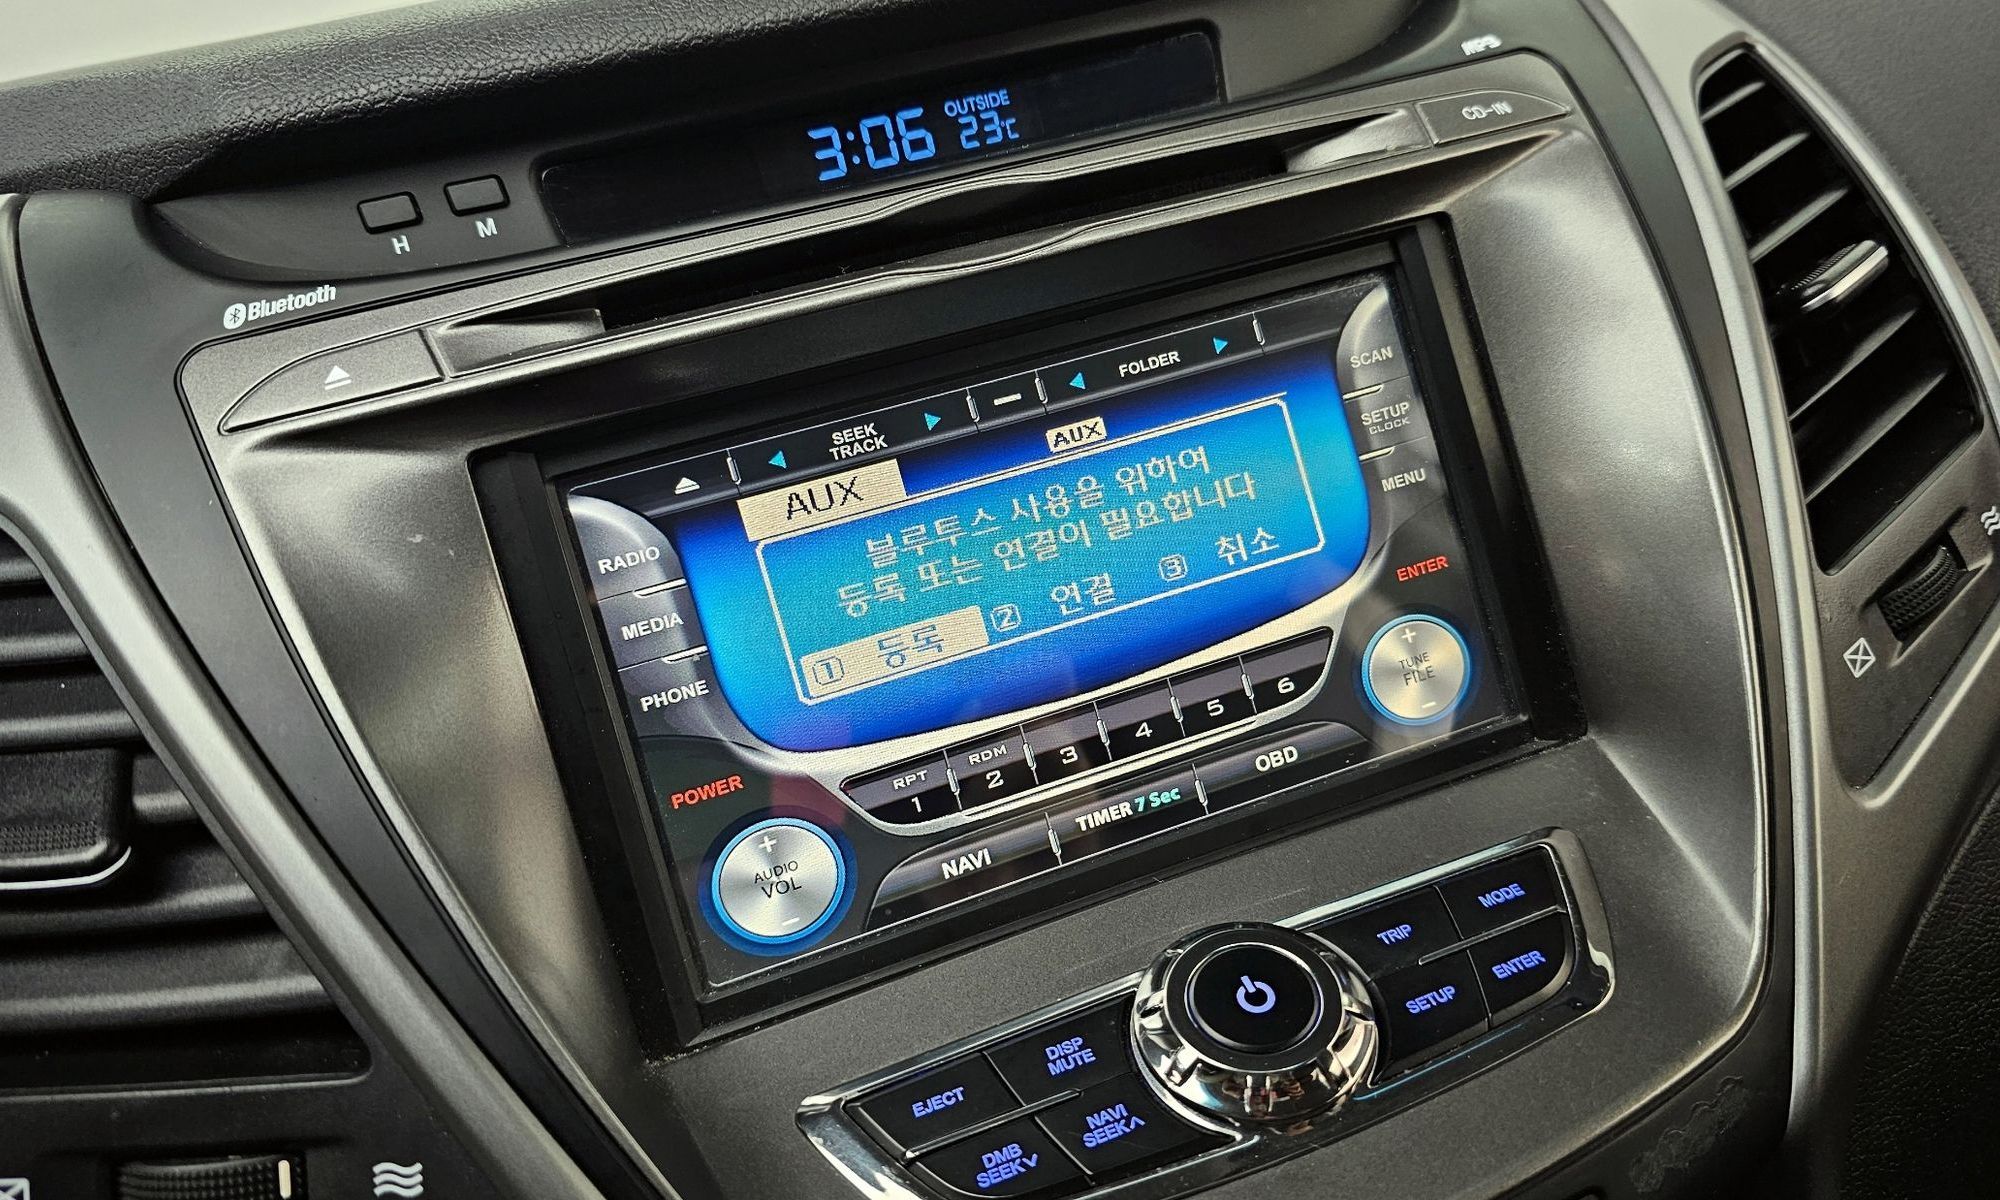 MP3
3:06 OUTSIDE 23℃
CD-IN
H M
Bluetooth
SEEK TRACK
FOLDER
SCAN
SETUP CLOCK
MENU
AUX
AUX
블루투스 사용을 위하여
등록 또는 연결이 필요합니다
1 등록 2 연결 3 취소
RADIO
MEDIA
PHONE
ENTER
+ TUNE FILE -
POWER
+ AUDIO VOL -
RPT 1 RDM 2 3 4 5 6
NAVI TIMER 7 Sec OBD
EJECT
DISP MUTE
DMB SEEK∨
NAVI SEEK∧
TRIP
MODE
SETUP
ENTER